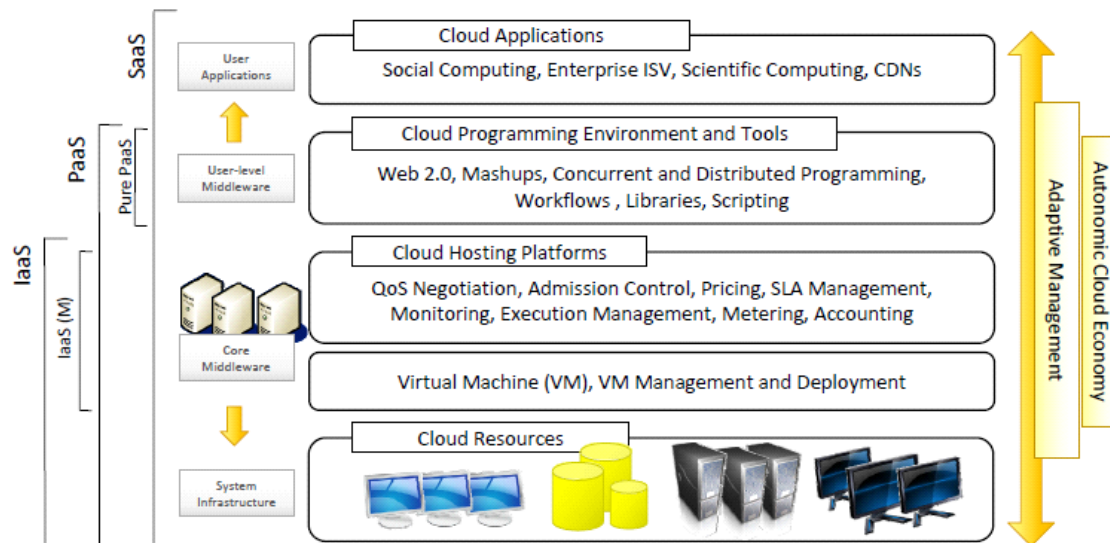 SaaS
PaaS
Pure PaaS
IaaS
IaaS (M)
User
Applications
Cloud Applications
Social Computing, Enterprise ISV, Scientific Computing, CDNs
User-level
Middleware
Cloud Programming Environment and Tools
Web 2.0, Mashups, Concurrent and Distributed Programming,
Workflows , Libraries, Scripting
Core
Middleware
Cloud Hosting Platforms
QoS Negotiation, Admission Control, Pricing, SLA Management,
Monitoring, Execution Management, Metering, Accounting
Virtual Machine (VM), VM Management and Deployment
System
Infrastructure
Cloud Resources
Adaptive Management
Autonomic Cloud Economy